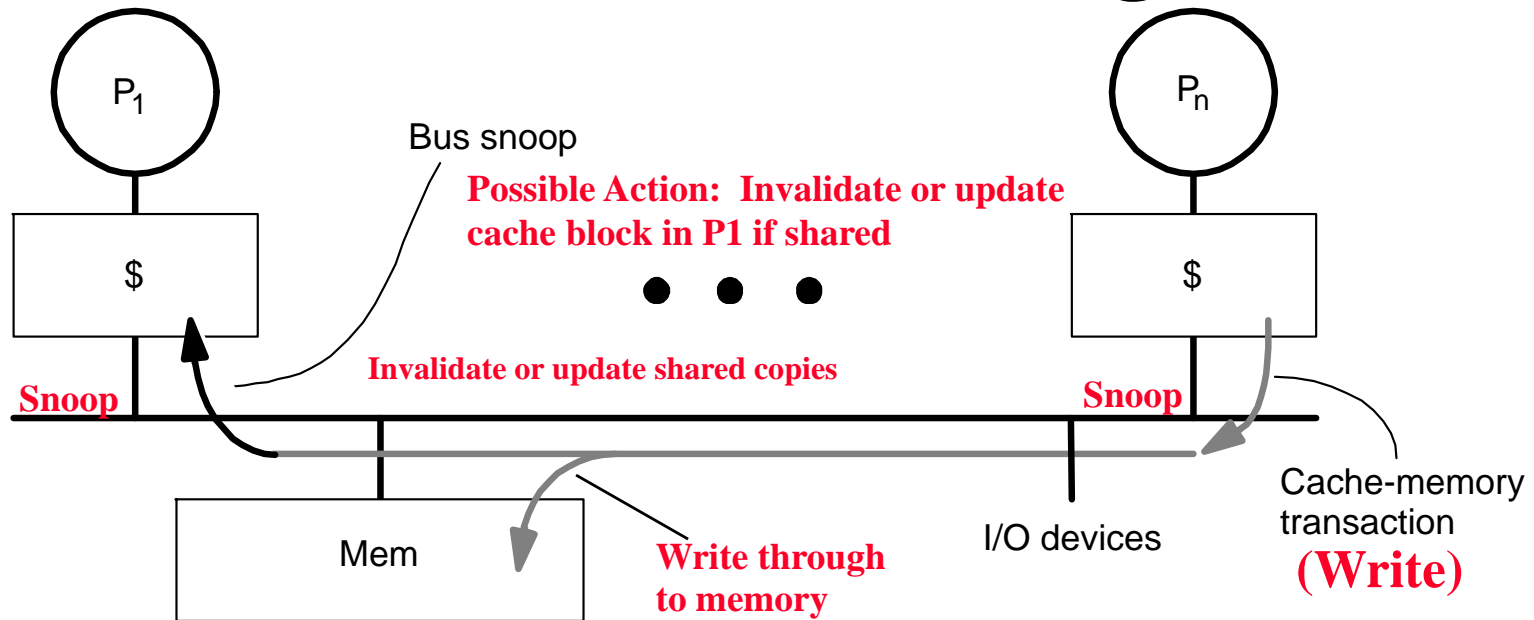 P1
Pn
Bus snoop
Possible Action: Invalidate or update
cache block in P1 if shared
$
$
Invalidate or update shared copies
Snoop
Snoop
Cache-memory
transaction
(Write)
I/O devices
Mem
Write through
to memory